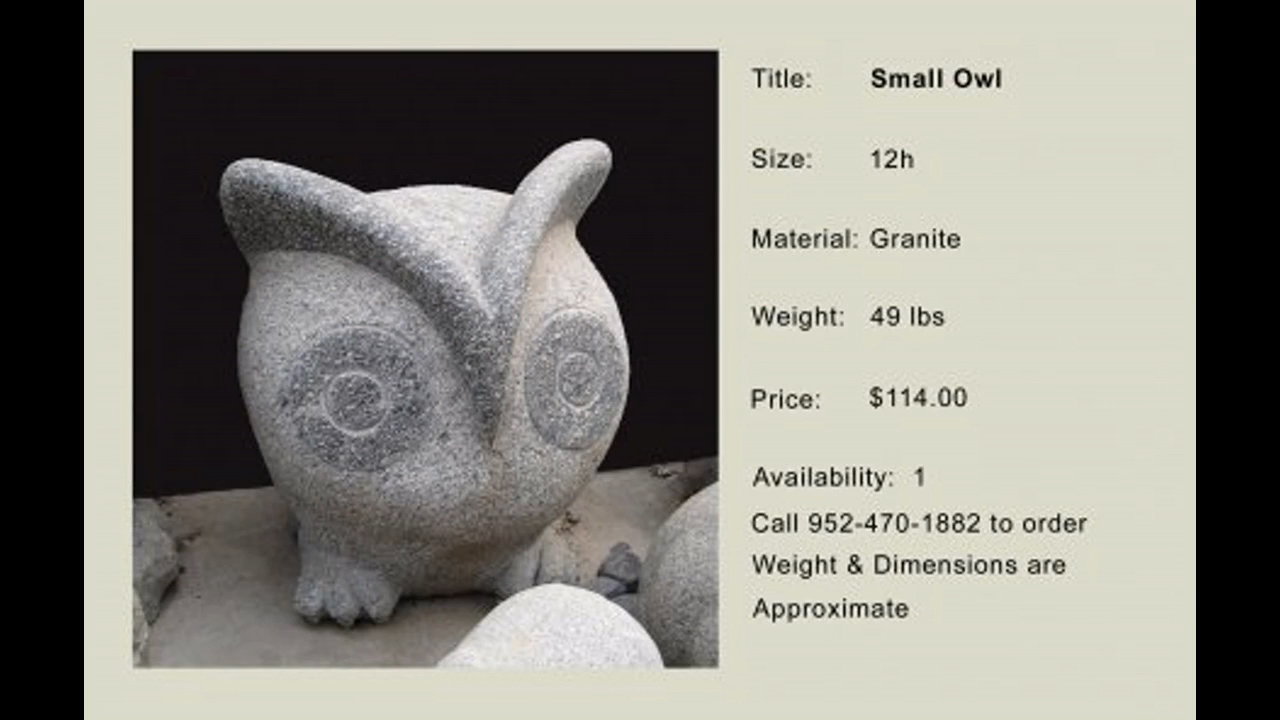 Title: Small Owl
Size: 12h
Material: Granite
Weight: 49 lbs
Price: $114.00
Availability: 1
Call 952-470-1882 to order
Weight & Dimensions are
Approximate